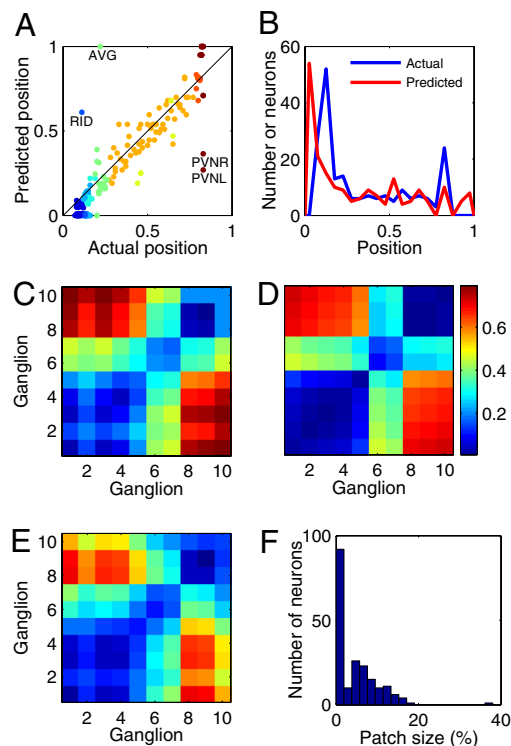 A
AVG
RID
PVNR
PVNL
Predicted position
1
0.5
0
0 0.5 1
Actual position
B
Actual
Predicted
Number or neurons
60
40
20
0
0 0.5 1
Position
C
Ganglion
10
8
6
4
2
2 4 6 8 10
Ganglion
D
2 4 6 8 10
Ganglion
0.6
0.4
0.2
E
Ganglion
10
8
6
4
2
2 4 6 8 10
Ganglion
F
Number of neurons
100
50
0
0 20 40
Patch size (%)